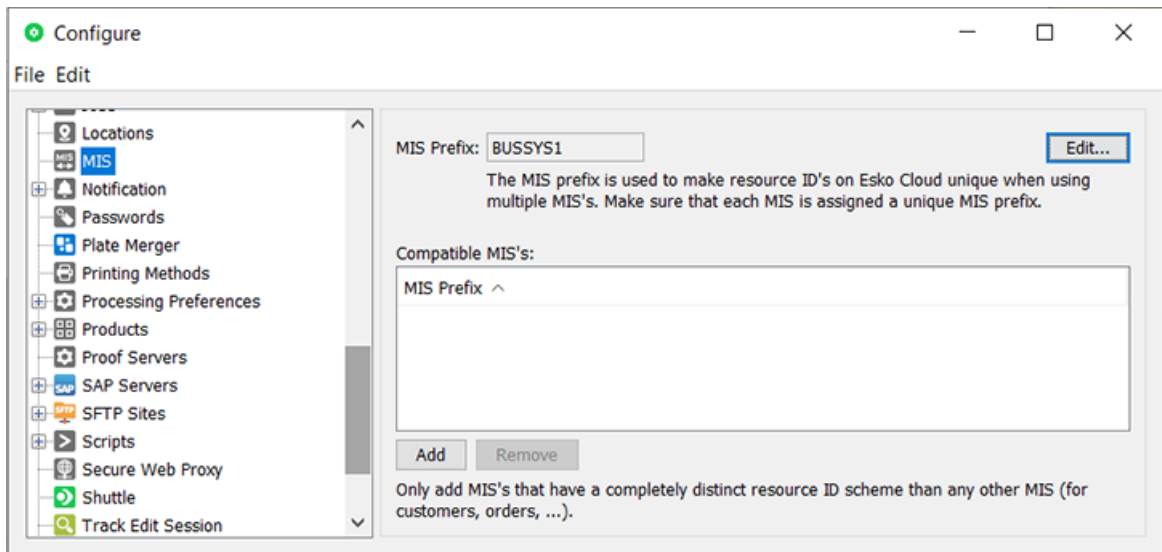 Configure
File Edit
Locations
MIS
Notification
Passwords
Plate Merger
Printing Methods
Processing Preferences
Products
Proof Servers
SAP Servers
SFTP Sites
Scripts
Secure Web Proxy
Shuttle
Track Edit Session
MIS Prefix: BUSSYS1 Edit...
The MIS prefix is used to make resource ID's on Esko Cloud unique when using
multiple MIS's. Make sure that each MIS is assigned a unique MIS prefix.
Compatible MIS's:
MIS Prefix
Add Remove
Only add MIS's that have a completely distinct resource ID scheme than any other MIS (for
customers, orders, ...).